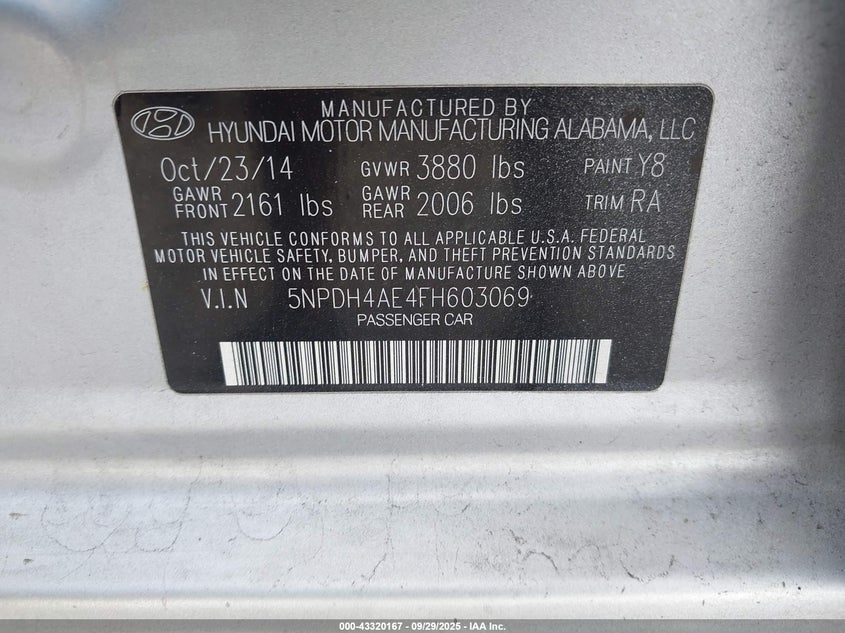 MANUFACTURED BY
HYUNDAI MOTOR MANUFACTURING ALABAMA, LLC
Oct/23/14 GVWR 3880 lbs PAINT Y8
GAWR FRONT 2161 lbs GAWR REAR 2006 lbs TRIM RA
THIS VEHICLE CONFORMS TO ALL APPLICABLE U.S.A. FEDERAL
MOTOR VEHICLE SAFETY, BUMPER, AND THEFT PREVENTION STANDARDS
IN EFFECT ON THE DATE OF MANUFACTURE SHOWN ABOVE
V.I.N 5NPDH4AE4FH603069
PASSENGER CAR
000-43320167 - 09/29/2025 - IAA Inc.